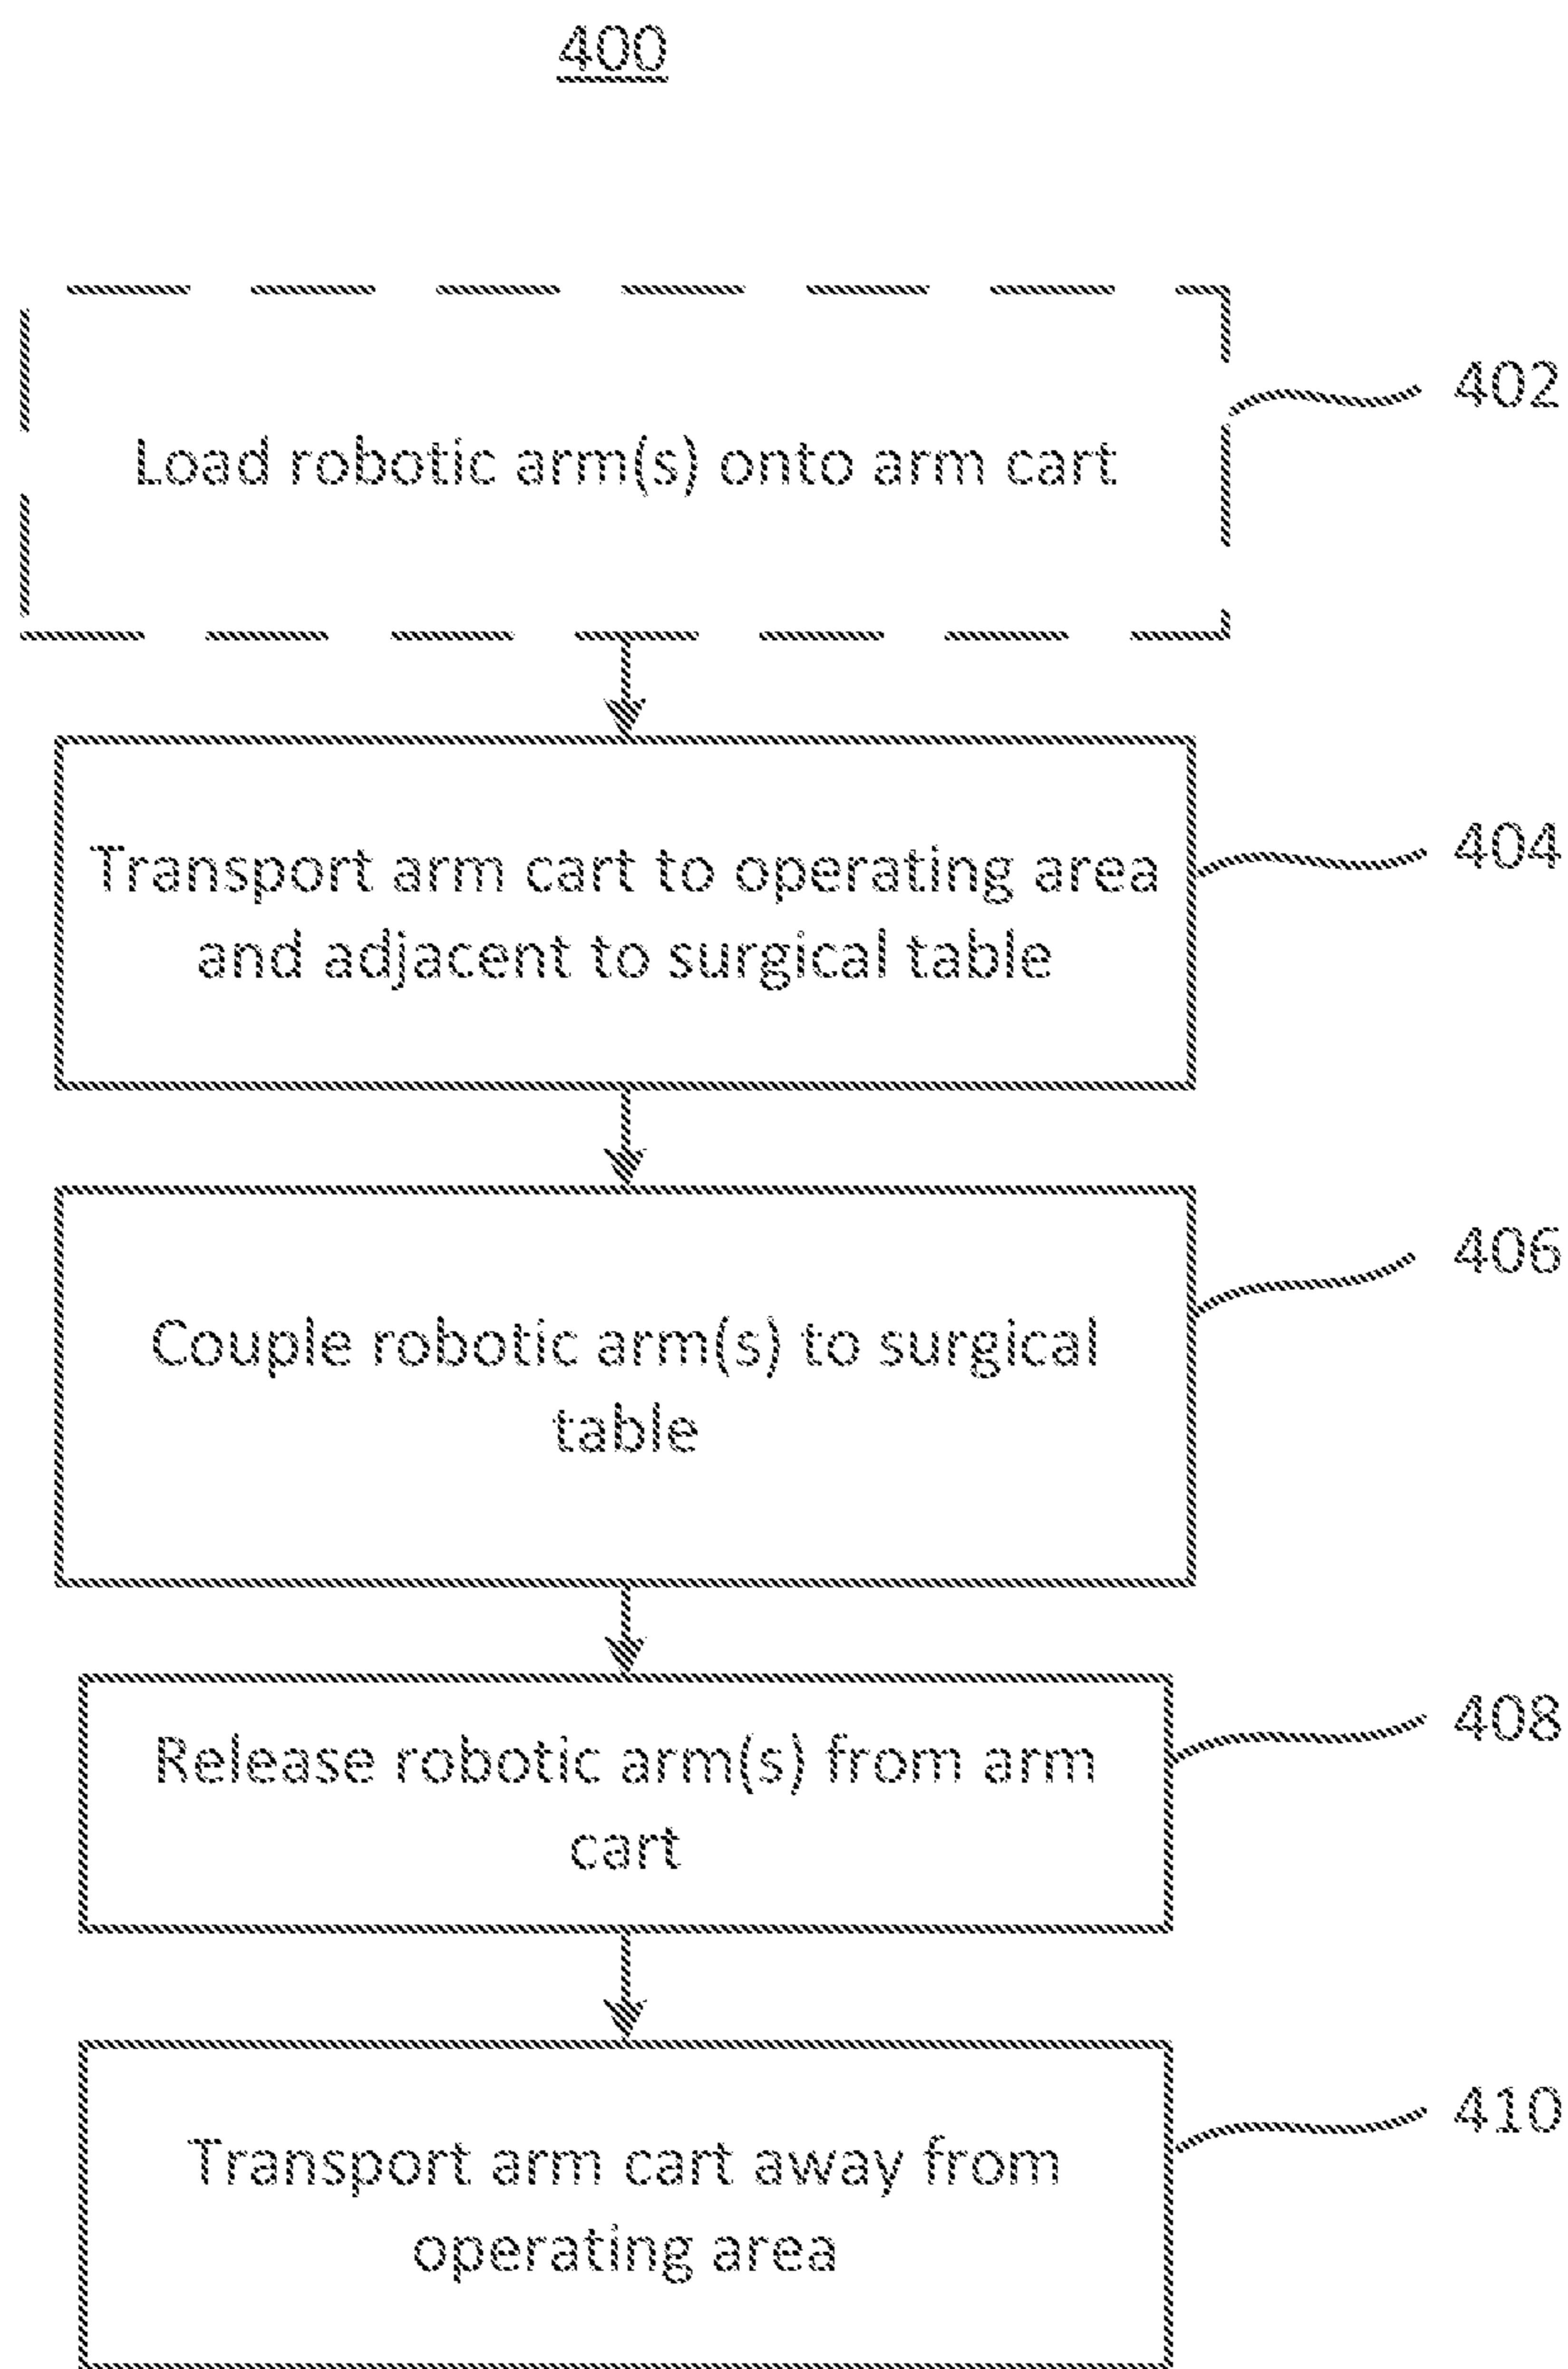 400
Load robotic arm(s) onto arm cart
402
Transport arm cart to operating area
and adjacent to surgical table
404
Couple robotic arm(s) to surgical
table
406
Release robotic arm(s) from arm
cart
408
Transport arm cart away from
operating area
410